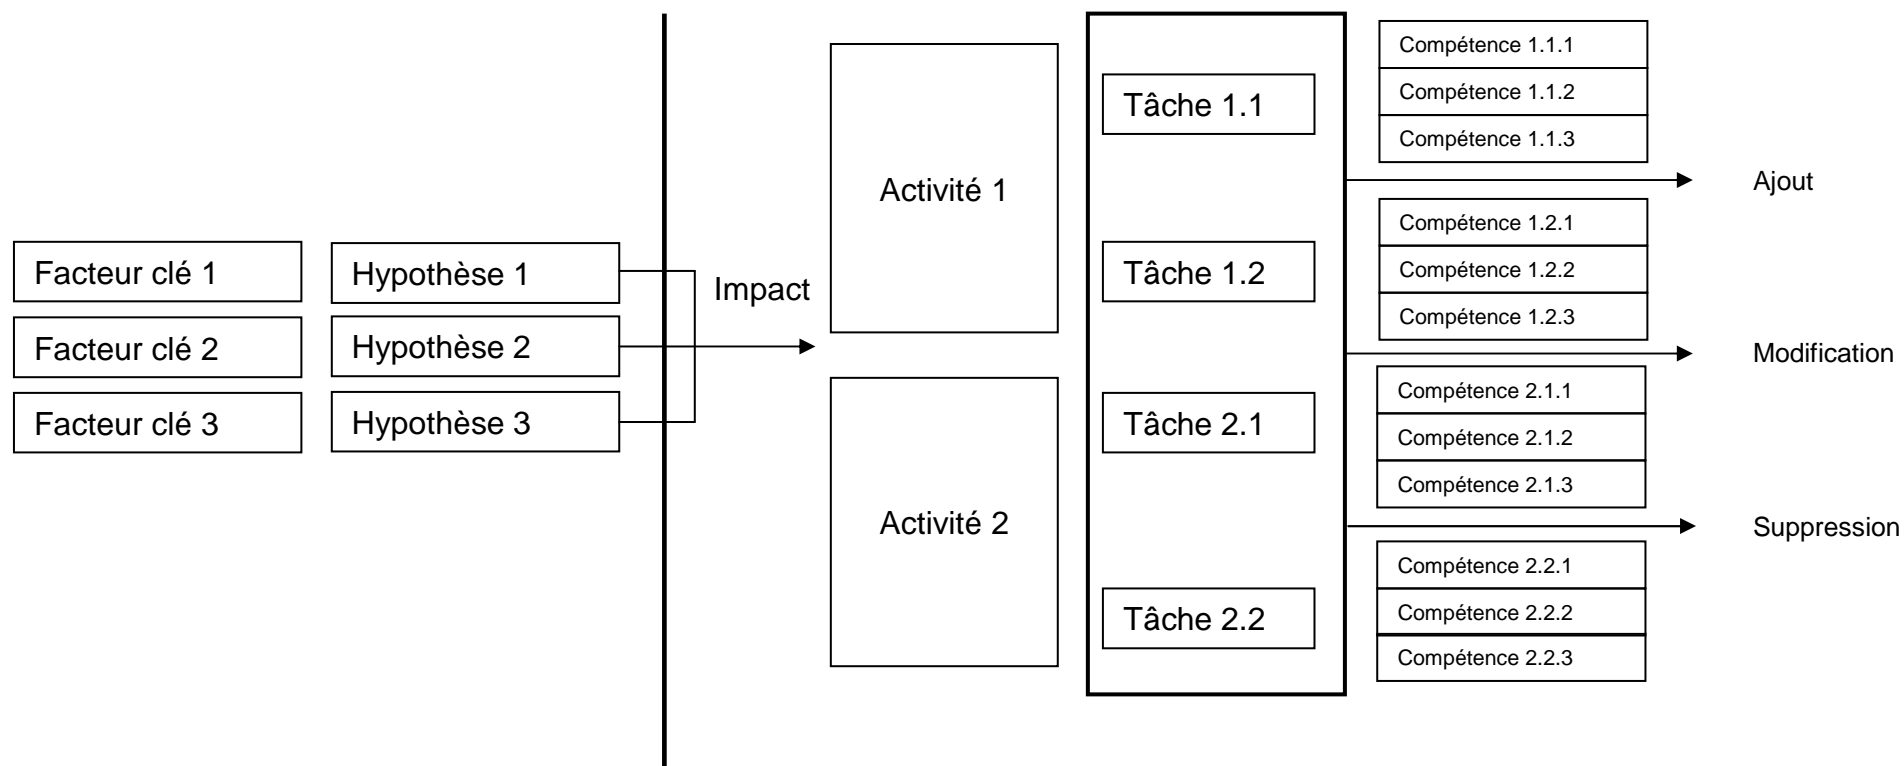 Facteur clé 1
Facteur clé 2
Facteur clé 3
Hypothèse 1
Hypothèse 2
Hypothèse 3
Impact
Activité 1
Activité 2
Tâche 1.1
Tâche 1.2
Tâche 2.1
Tâche 2.2
Compétence 1.1.1
Compétence 1.1.2
Compétence 1.1.3
Compétence 1.2.1
Compétence 1.2.2
Compétence 1.2.3
Compétence 2.1.1
Compétence 2.1.2
Compétence 2.1.3
Compétence 2.2.1
Compétence 2.2.2
Compétence 2.2.3
Ajout
Modification
Suppression